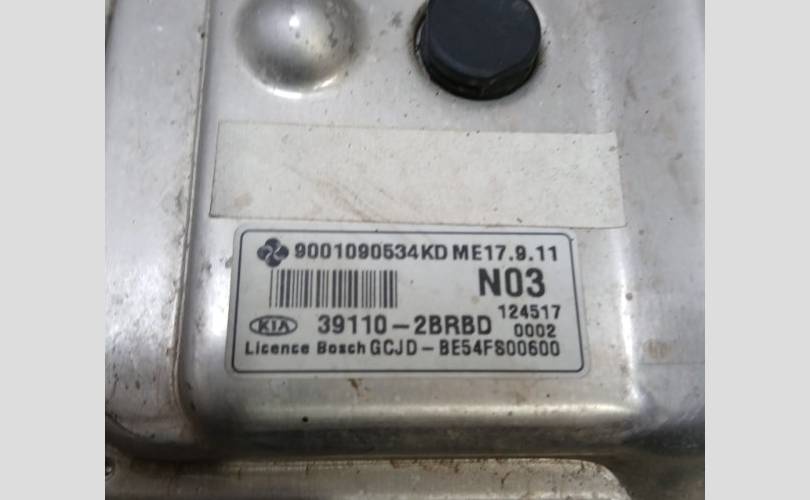 9001090534KD ME17.9.11
N03
124517
KIA 39110-2BRBD 0002
Licence Bosch GCJD-BE54FS00600